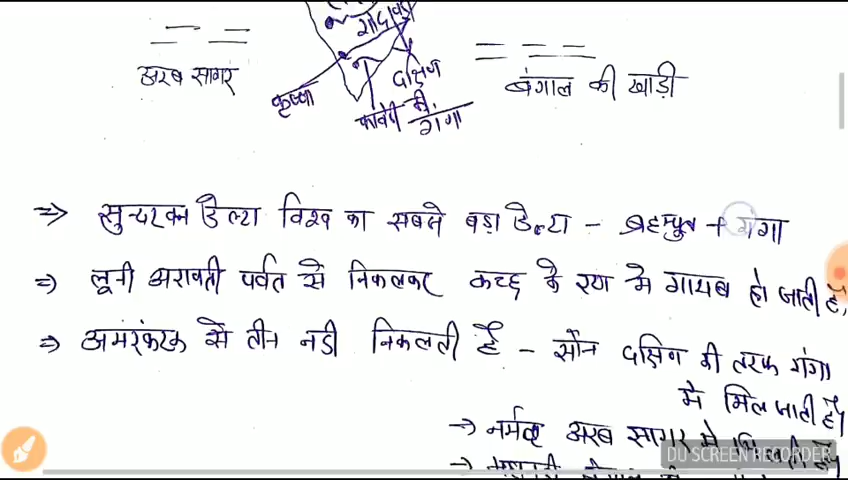 गोदावरी
अरब सागर
दक्षिण
बंगाल की खाड़ी
कृष्णा
कावेरी की गंगा
=> सुन्दरवन डेल्टा विश्व का सबसे बड़ा डेल्टा - ब्रह्मपुत्र + गंगा
=> लूनी अरावली पर्वत से निकलकर कच्छ के रण मे गायब हो जाती है,
=> अमरकंटक से तीन नदी निकलती है - सोन दक्षिण की तरफ गंगा
मे मिल जाती है
-> नर्मदा अरब सागर मे
DU SCREEN RECORDER